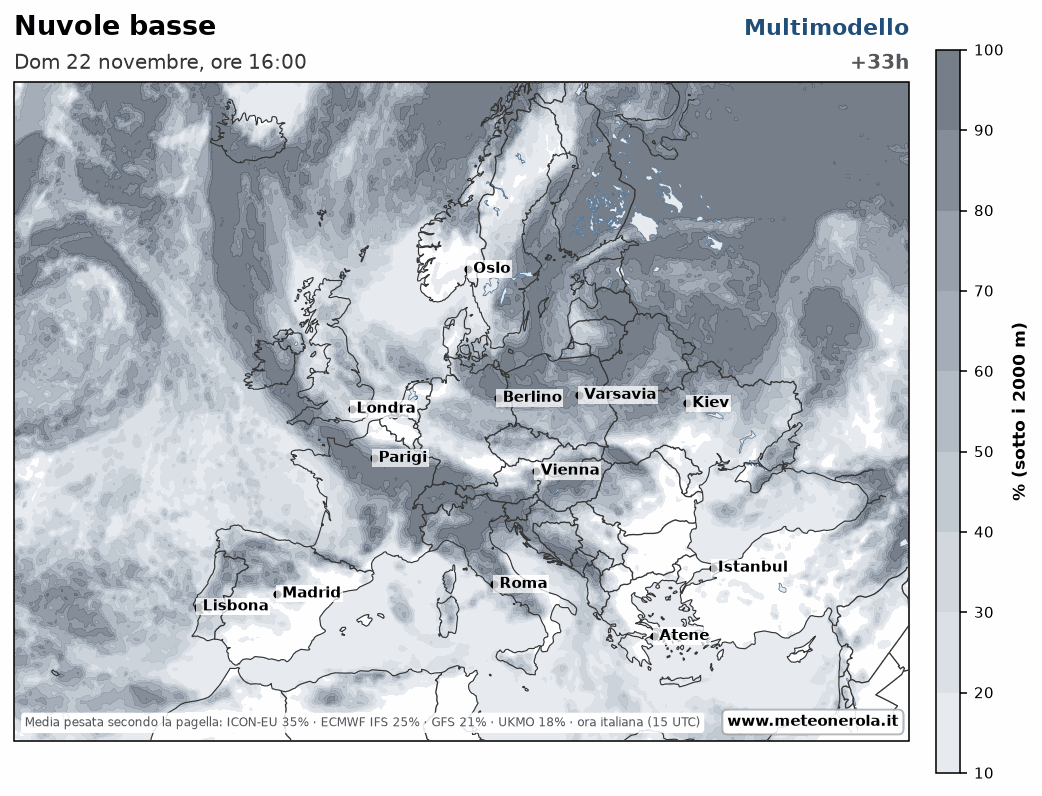 Nuvole basse
Multimodello
Dom 22 novembre, ore 16:00
+33h
100
90
80
70
60
50
40
30
20
10
% (sotto i 2000 m)
Oslo
Berlino
Varsavia
Kiev
Londra
Parigi
Vienna
Istanbul
Roma
Madrid
Lisbona
Atene
Media pesata secondo la pagella: ICON-EU 35% · ECMWF IFS 25% · GFS 21% · UKMO 18% · ora italiana (15 UTC)
www.meteonerola.it